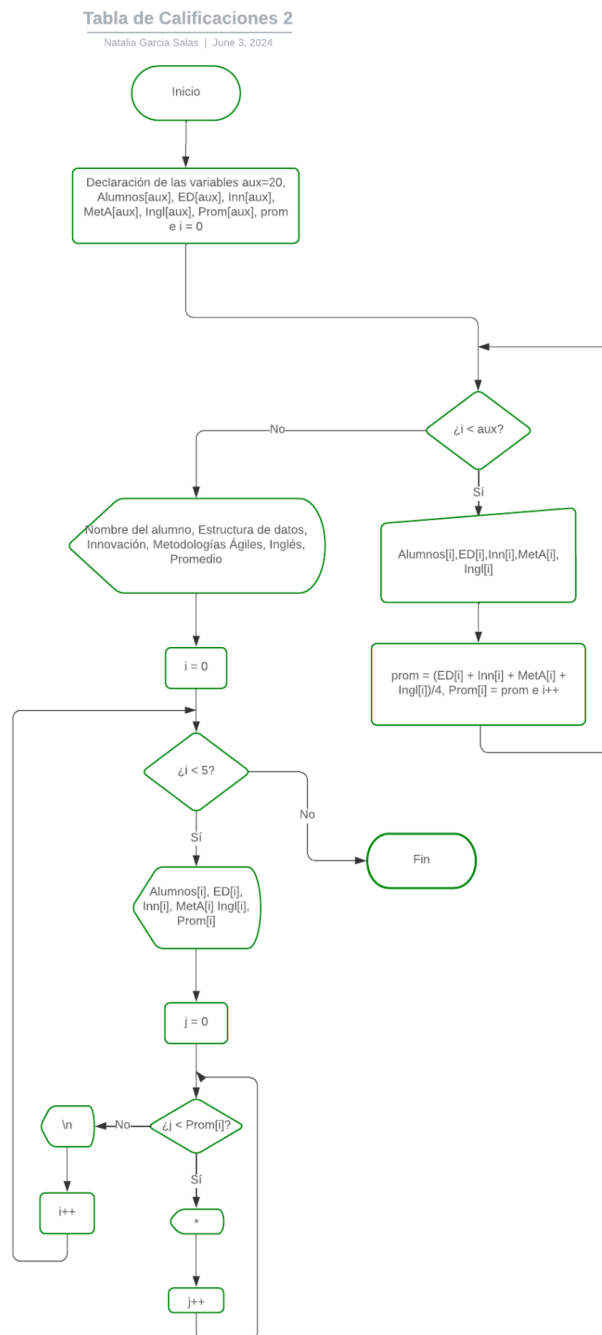 Tabla de Calificaciones 2
Natalia Garcia Salas | June 3, 2024
Inicio
Declaración de las variables aux=20,
Alumnos[aux], ED[aux], Inn[aux],
MetA[aux], Ingl[aux], Prom[aux], prom
e i = 0
¿i < aux?
No
Sí
Nombre del alumno, Estructura de datos,
Innovación, Metodologías Ágiles, Inglés,
Promedio
Alumnos[i],ED[i],Inn[i],MetA[i],
Ingl[i]
i = 0
prom = (ED[i] + Inn[i] + MetA[i] +
Ingl[i])/4, Prom[i] = prom e i++
¿i < 5?
No
Sí
Fin
Alumnos[i], ED[i],
Inn[i], MetA[i] Ingl[i],
Prom[i]
j = 0
¿j < Prom[i]?
No
\n
Sí
i++
*
j++